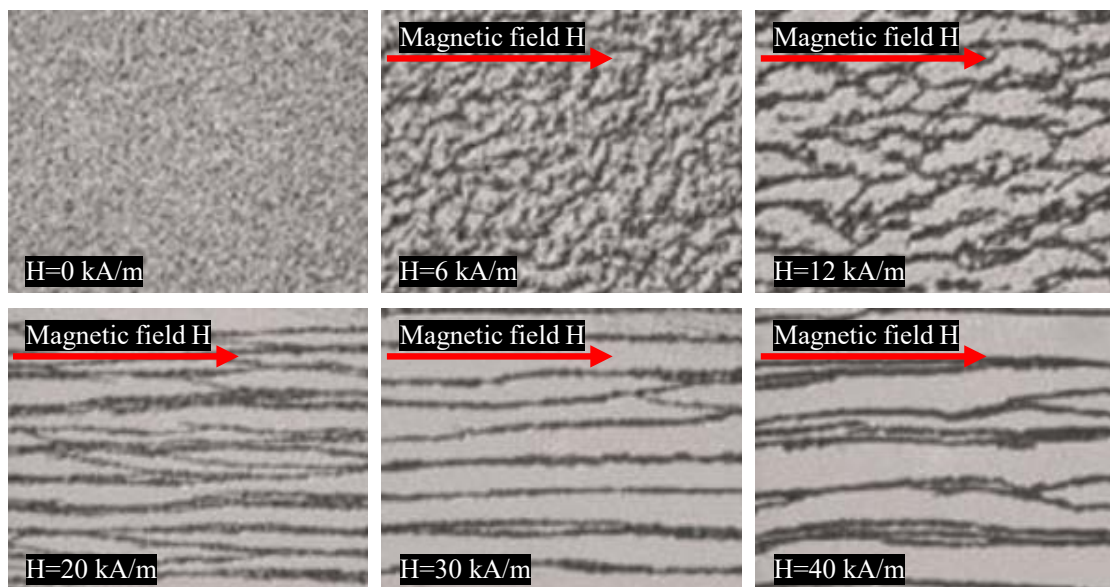 H=0 kA/m
Magnetic field H
H=6 kA/m
Magnetic field H
H=12 kA/m
Magnetic field H
H=20 kA/m
Magnetic field H
H=30 kA/m
Magnetic field H
H=40 kA/m